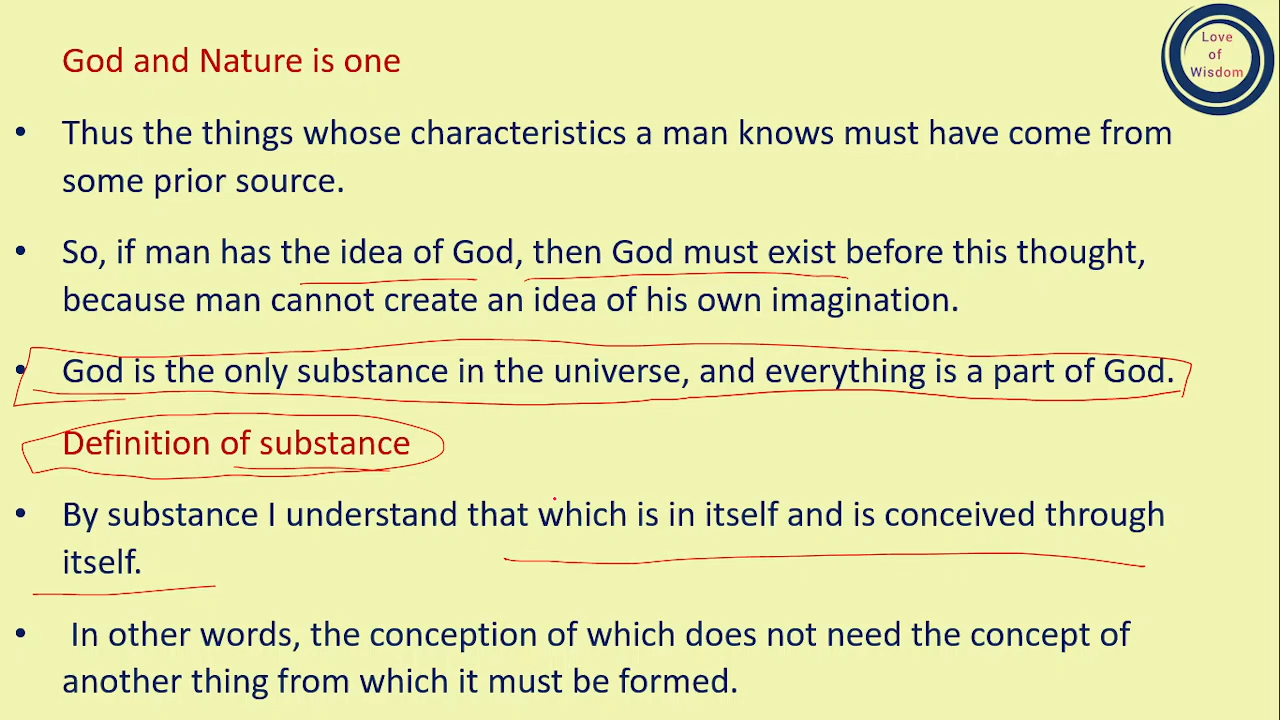 God and Nature is one
Love
of
Wisdom
• Thus the things whose characteristics a man knows must have come from
some prior source.
• So, if man has the idea of God, then God must exist before this thought,
because man cannot create an idea of his own imagination.
• God is the only substance in the universe, and everything is a part of God.
Definition of substance
• By substance I understand that which is in itself and is conceived through
itself.
• In other words, the conception of which does not need the concept of
another thing from which it must be formed.